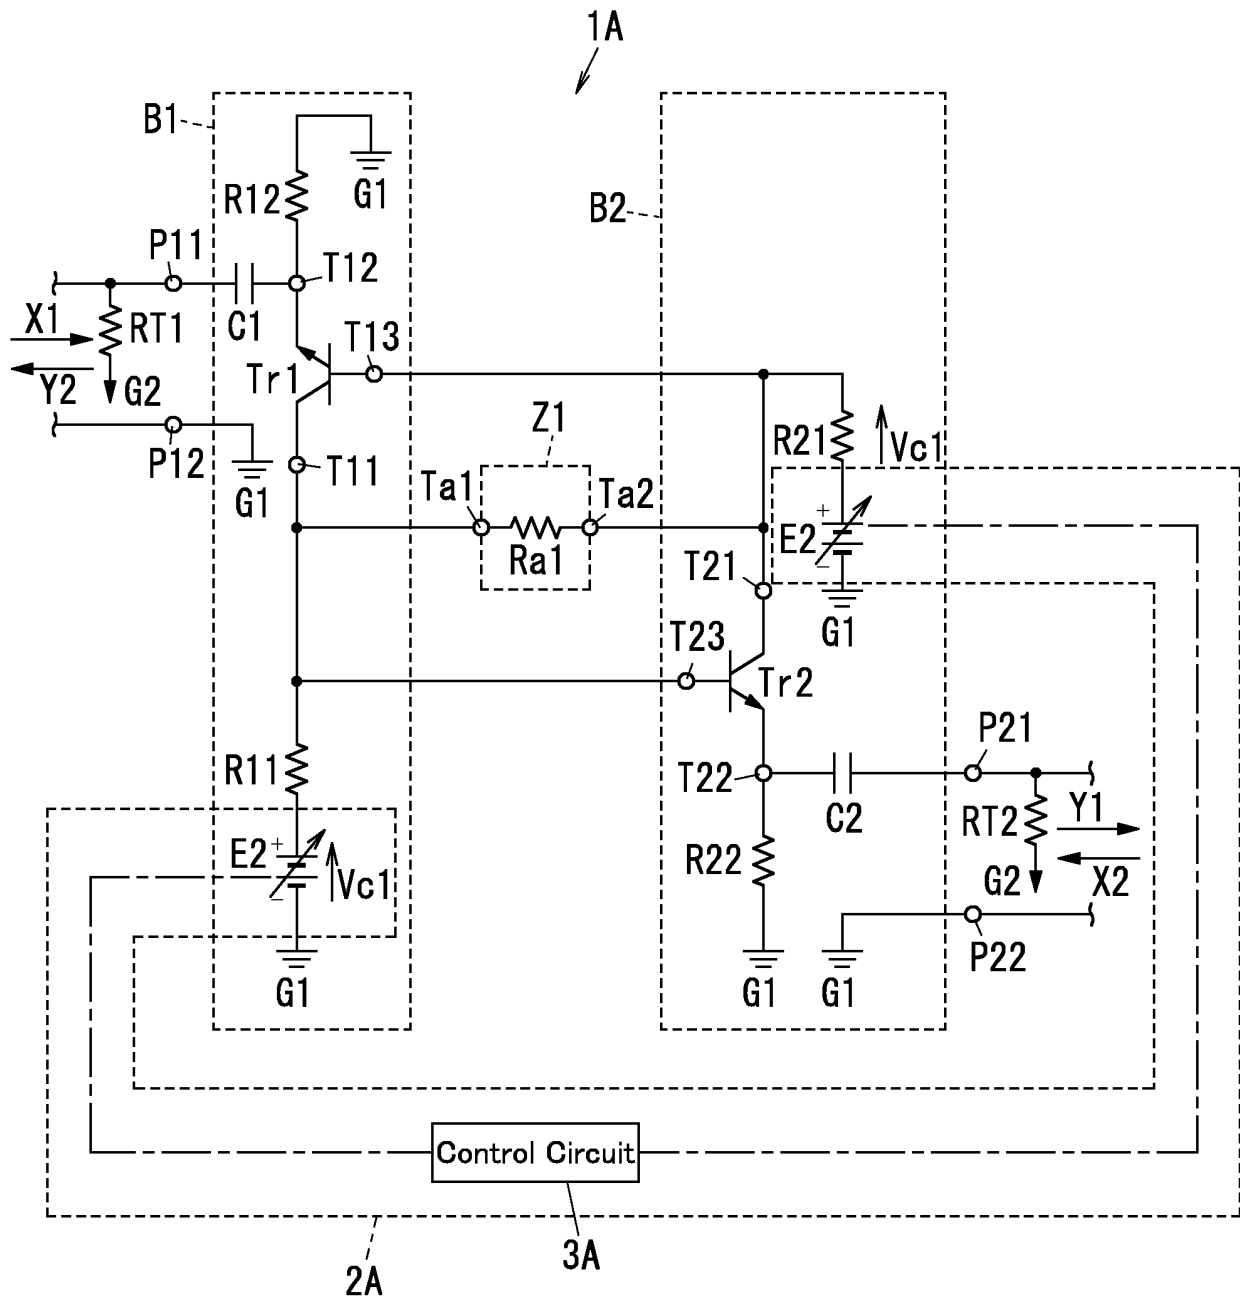 1A
B1
R12
G1
B2
P11
T12
X1
RT1
C1
T13
Y2
G2
Tr1
Z1
R21
Vc1
P12
G1
T11
Ta1
Ta2
Ra1
+
E2
−
T21
G1
T23
Tr2
P21
R11
T22
C2
RT2
Y1
E2
+
−
Vc1
R22
G2
X2
P22
G1
G1
G1
Control Circuit
3A
2A